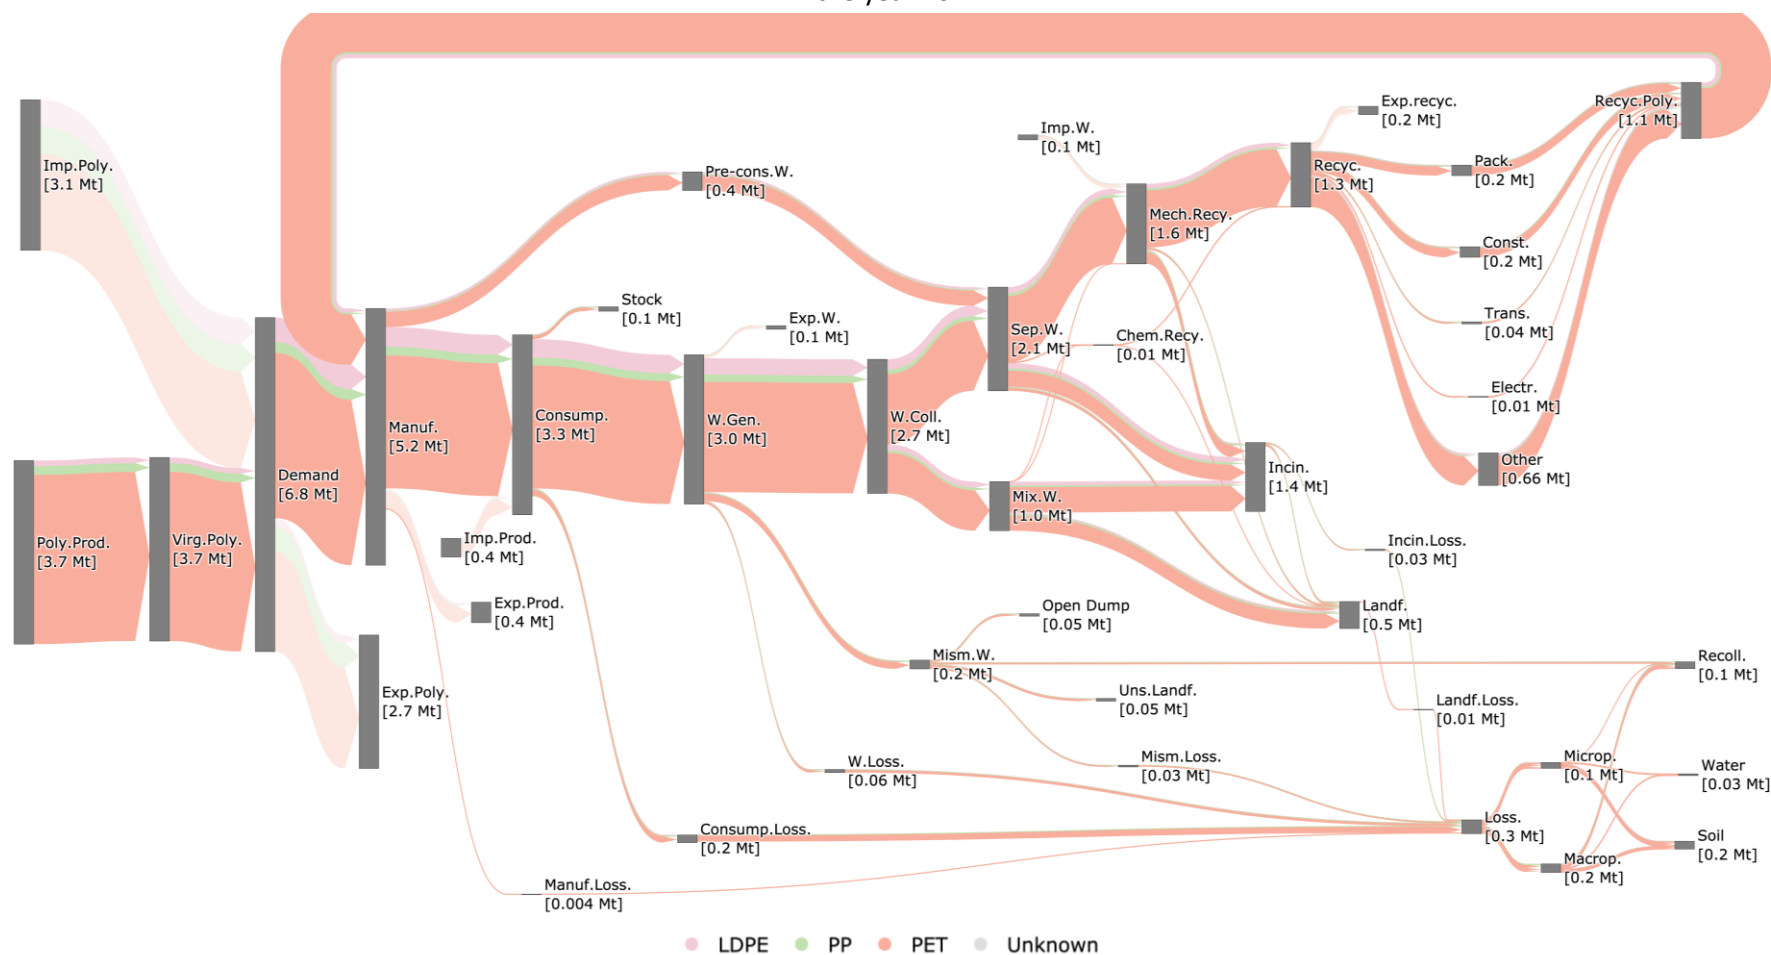 Imp.Poly.
[3.1 Mt]
Poly.Prod.
[3.7 Mt]
Virg.Poly.
[3.7 Mt]
Demand
[6.8 Mt]
Exp.Poly.
[2.7 Mt]
Manuf.
[5.2 Mt]
Imp.Prod.
[0.4 Mt]
Exp.Prod.
[0.4 Mt]
Manuf.Loss.
[0.004 Mt]
Pre-cons.W.
[0.4 Mt]
Stock
[0.1 Mt]
Consump.
[3.3 Mt]
Consump.Loss.
[0.2 Mt]
Exp.W.
[0.1 Mt]
W.Gen.
[3.0 Mt]
W.Loss.
[0.06 Mt]
W.Coll.
[2.7 Mt]
Mism.W.
[0.2 Mt]
Imp.W.
[0.1 Mt]
Sep.W.
[2.1 Mt]
Mix.W.
[1.0 Mt]
Open Dump
[0.05 Mt]
Uns.Landf.
[0.05 Mt]
Mism.Loss.
[0.03 Mt]
Mech.Recy.
[1.6 Mt]
Chem.Recy.
[0.01 Mt]
Recyc.
[1.3 Mt]
Incin.
[1.4 Mt]
Incin.Loss.
[0.03 Mt]
Landf.
[0.5 Mt]
Landf.Loss.
[0.01 Mt]
Exp.recyc.
[0.2 Mt]
Pack.
[0.2 Mt]
Const.
[0.2 Mt]
Trans.
[0.04 Mt]
Electr.
[0.01 Mt]
Other
[0.66 Mt]
Recyc.Poly.
[1.1 Mt]
Loss.
[0.3 Mt]
Microp.
[0.1 Mt]
Macrop.
[0.2 Mt]
Recoll.
[0.1 Mt]
Water
[0.03 Mt]
Soil
[0.2 Mt]
LDPE PP PET Unknown